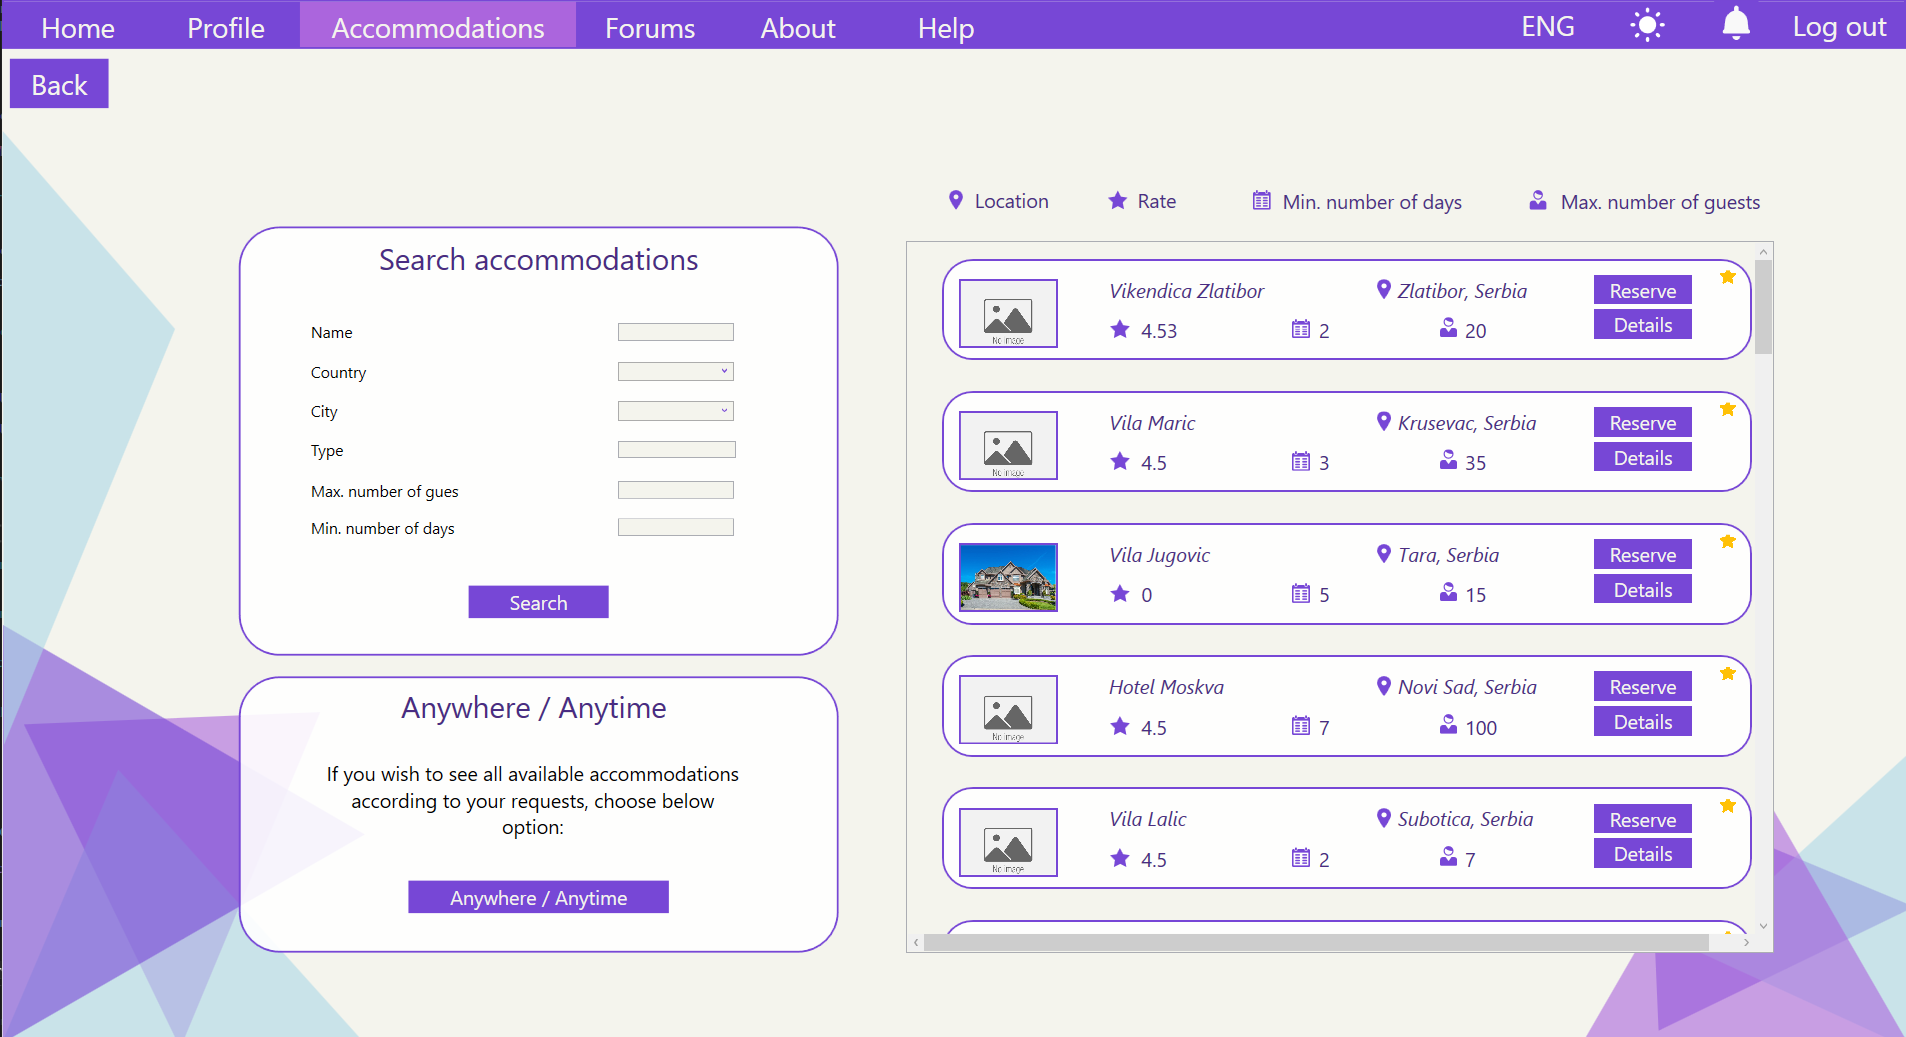 Home Profile Accommodations Forums About Help ENG Log out
Back
Location Rate Min. number of days Max. number of guests
Search accommodations
Name
Country
City
Type
Max. number of gues
Min. number of days
Search
Anywhere / Anytime
If you wish to see all available accommodations
according to your requests, choose below
option:
Anywhere / Anytime
No Image
Vikendica Zlatibor Zlatibor, Serbia Reserve
4.53 2 20 Details
No Image
Vila Maric Krusevac, Serbia Reserve
4.5 3 35 Details
Vila Jugovic Tara, Serbia Reserve
0 5 15 Details
No Image
Hotel Moskva Novi Sad, Serbia Reserve
4.5 7 100 Details
No Image
Vila Lalic Subotica, Serbia Reserve
4.5 2 7 Details